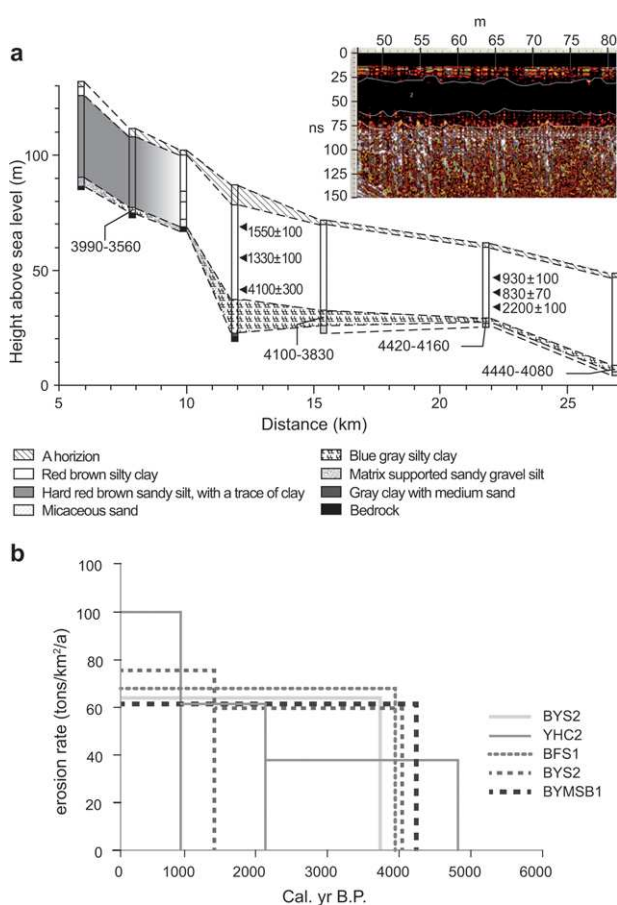 m
50 55 60 65 70 75 80
a
0
25
50
ns 75
100
125
150
Height above sea level (m)
100
50
0
3990-3560
1550±100
1330±100
4100±300
4100-3830
930±100
830±70
2200±100
4420-4160
4440-4080
5 10 15 20 25
Distance (km)
A horizion
Red brown silty clay
Hard red brown sandy silt, with a trace of clay
Micaceous sand
Blue gray silty clay
Matrix supported sandy gravel silt
Gray clay with medium sand
Bedrock
b
erosion rate (tons/km²/a)
100
100
80
60
40
20
0
0 1000 2000 3000 4000 5000 6000
Cal. yr B.P.
BYS2
YHC2
BFS1
BYS2
BYMSB1